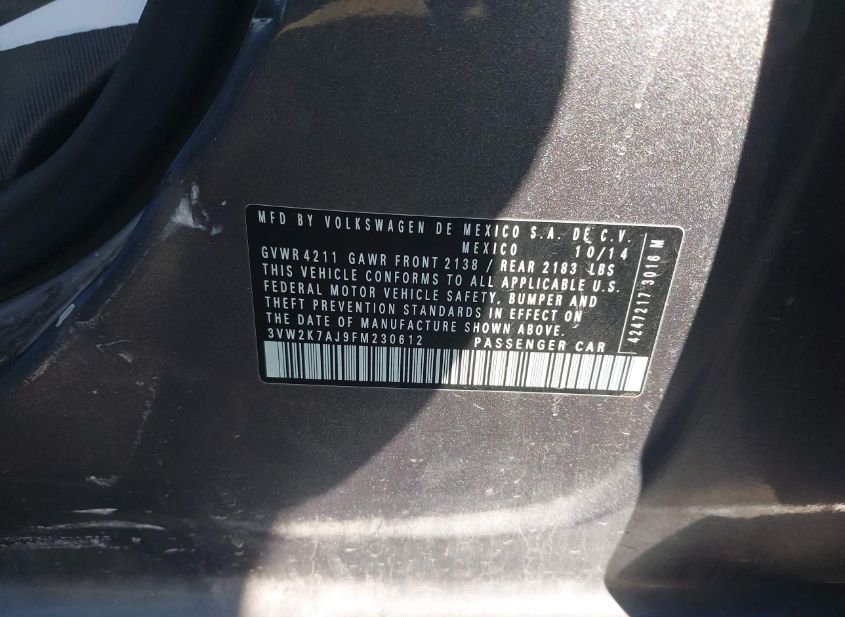 MFD BY VOLKSWAGEN DE MEXICO S.A. DE C.V.
MEXICO 10/14
GVWR 4211 GAWR FRONT 2138 / REAR 2183 LBS
THIS VEHICLE CONFORMS TO ALL APPLICABLE U.S.
FEDERAL MOTOR VEHICLE SAFETY, BUMPER AND
THEFT PREVENTION STANDARDS IN EFFECT ON
THE DATE OF MANUFACTURE SHOWN ABOVE.
3VW2K7AJ9FM230612 PASSENGER CAR
4247217 3016 M